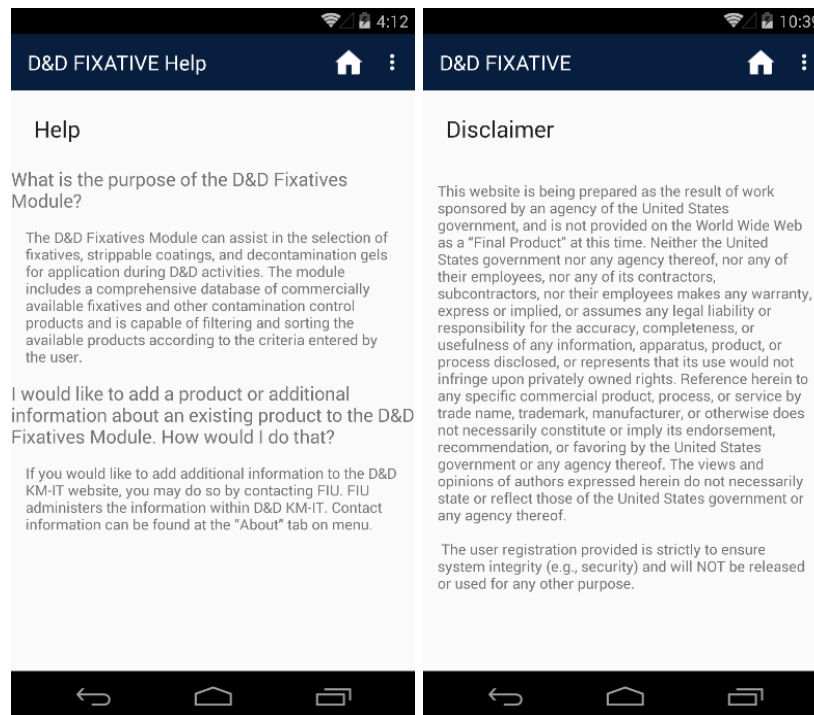 4:12
D&D FIXATIVE Help
Help
What is the purpose of the D&D Fixatives
Module?
The D&D Fixatives Module can assist in the selection of
fixatives, strippable coatings, and decontamination gels
for application during D&D activities. The module
includes a comprehensive database of commercially
available fixatives and other contamination control
products and is capable of filtering and sorting the
available products according to the criteria entered by
the user.
I would like to add a product or additional
information about an existing product to the D&D
Fixatives Module. How would I do that?
If you would like to add additional information to the D&D
KM-IT website, you may do so by contacting FIU. FIU
administers the information within D&D KM-IT. Contact
information can be found at the “About” tab on menu.
10:39
D&D FIXATIVE
Disclaimer
This website is being prepared as the result of work
sponsored by an agency of the United States
government, and is not provided on the World Wide Web
as a “Final Product” at this time. Neither the United
States government nor any agency thereof, nor any of
their employees, nor any of its contractors,
subcontractors, nor their employees makes any warranty,
express or implied, or assumes any legal liability or
responsibility for the accuracy, completeness, or
usefulness of any information, apparatus, product, or
process disclosed, or represents that its use would not
infringe upon privately owned rights. Reference herein to
any specific commercial product, process, or service by
trade name, trademark, manufacturer, or otherwise does
not necessarily constitute or imply its endorsement,
recommendation, or favoring by the United States
government or any agency thereof. The views and
opinions of authors expressed herein do not necessarily
state or reflect those of the United States government or
any agency thereof.
The user registration provided is strictly to ensure
system integrity (e.g., security) and will NOT be released
or used for any other purpose.